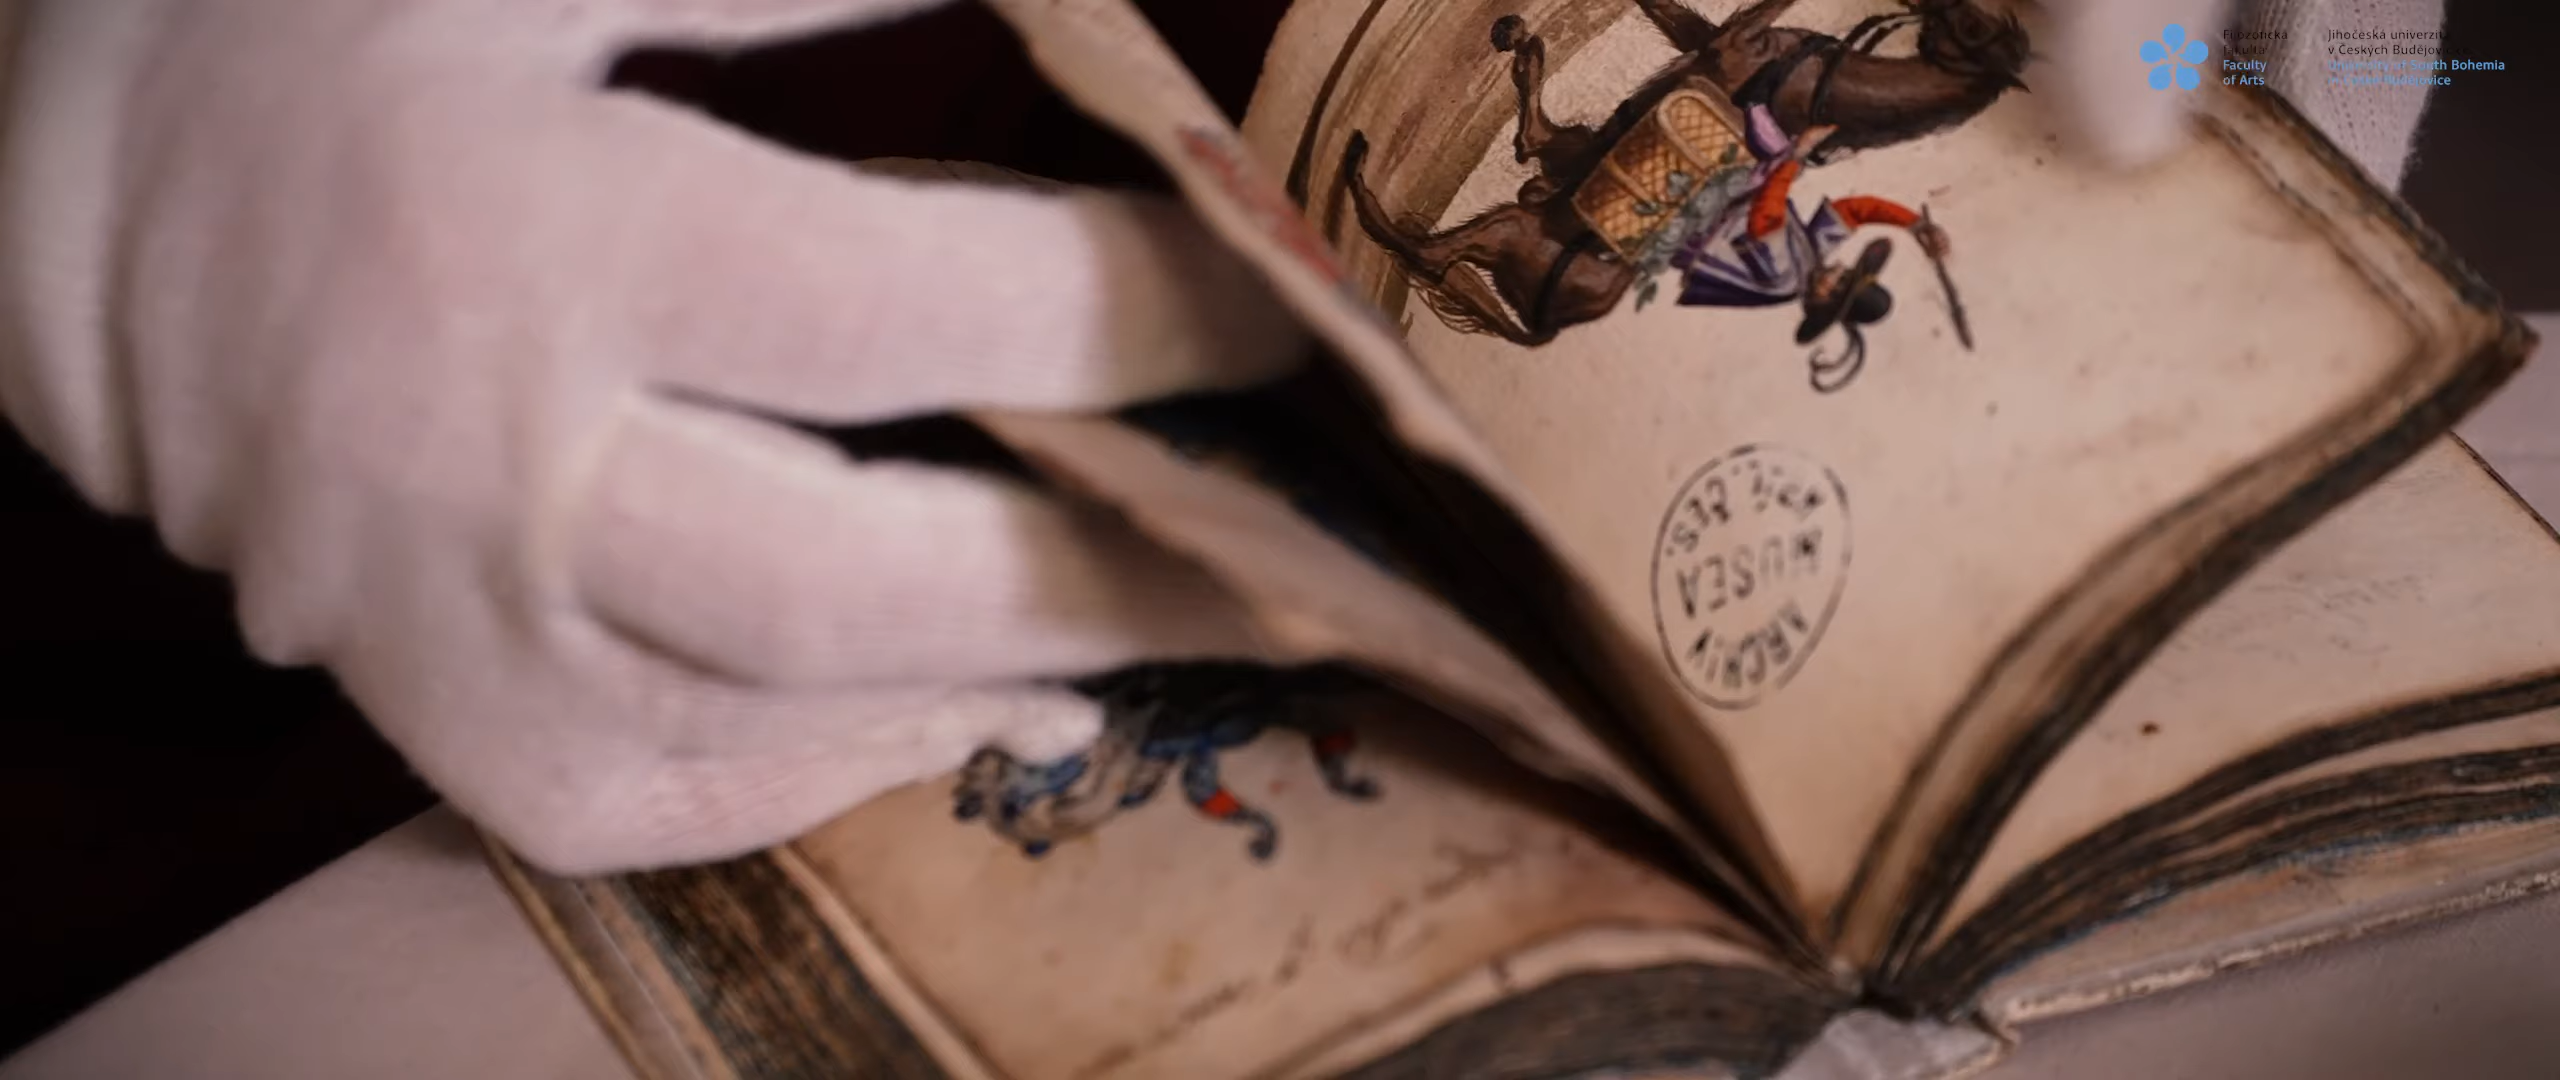 Filozofická
fakulta
Faculty
of Arts
Jihočeská univerzita
v Českých Budějovicích
University of South Bohemia
in České Budějovice
ARCHIV
MUSEA
KRÁL. ČES.